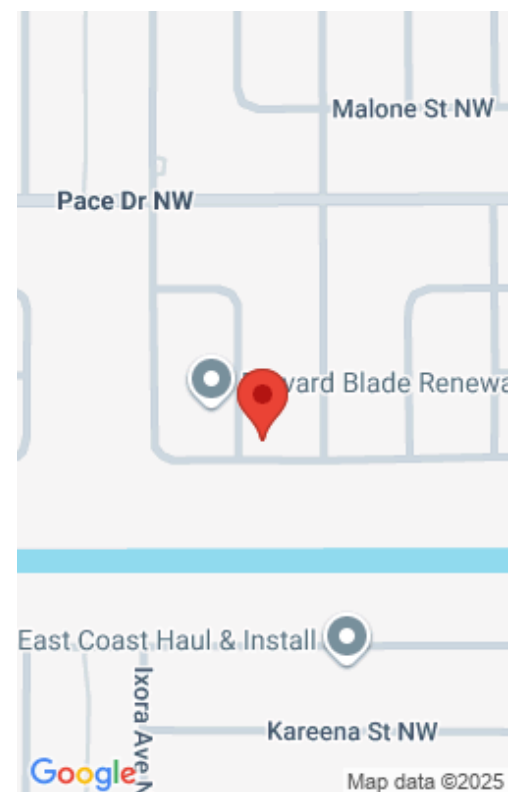 Malone St NW
Pace Dr NW
vard Blade Renewa
East Coast Haul & Install
Ixora Ave N
Kareena St NW
Google
Map data ©2025